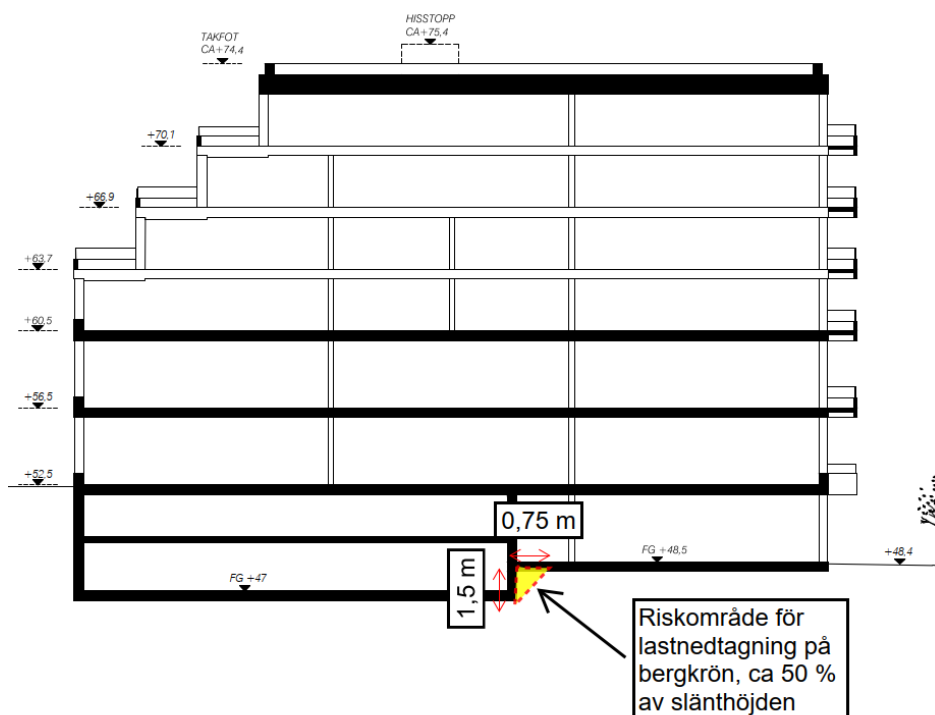 HISSTOPP
CA+75,4
TAKFOT
CA+74,4
+70,1
+66,9
+63,7
+60,5
+56,5
+52,5
0,75 m
FG +48,5
+48,4
1,5 m
FG +47
Riskområde för
lastnedtagning på
bergkrön, ca 50 %
av slänthöjden